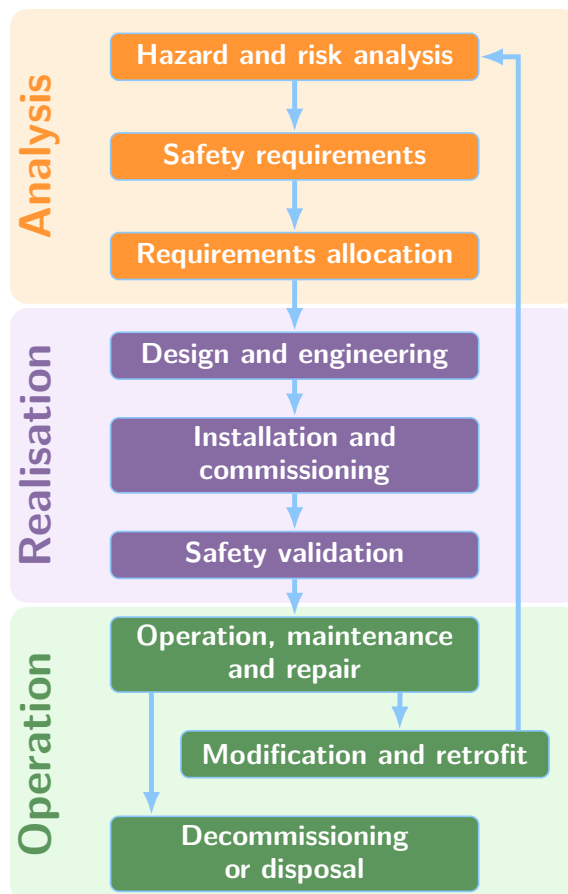 Analysis
Hazard and risk analysis
Safety requirements
Requirements allocation
Realisation
Design and engineering
Installation and
commissioning
Safety validation
Operation
Operation, maintenance
and repair
Modification and retrofit
Decommissioning
or disposal